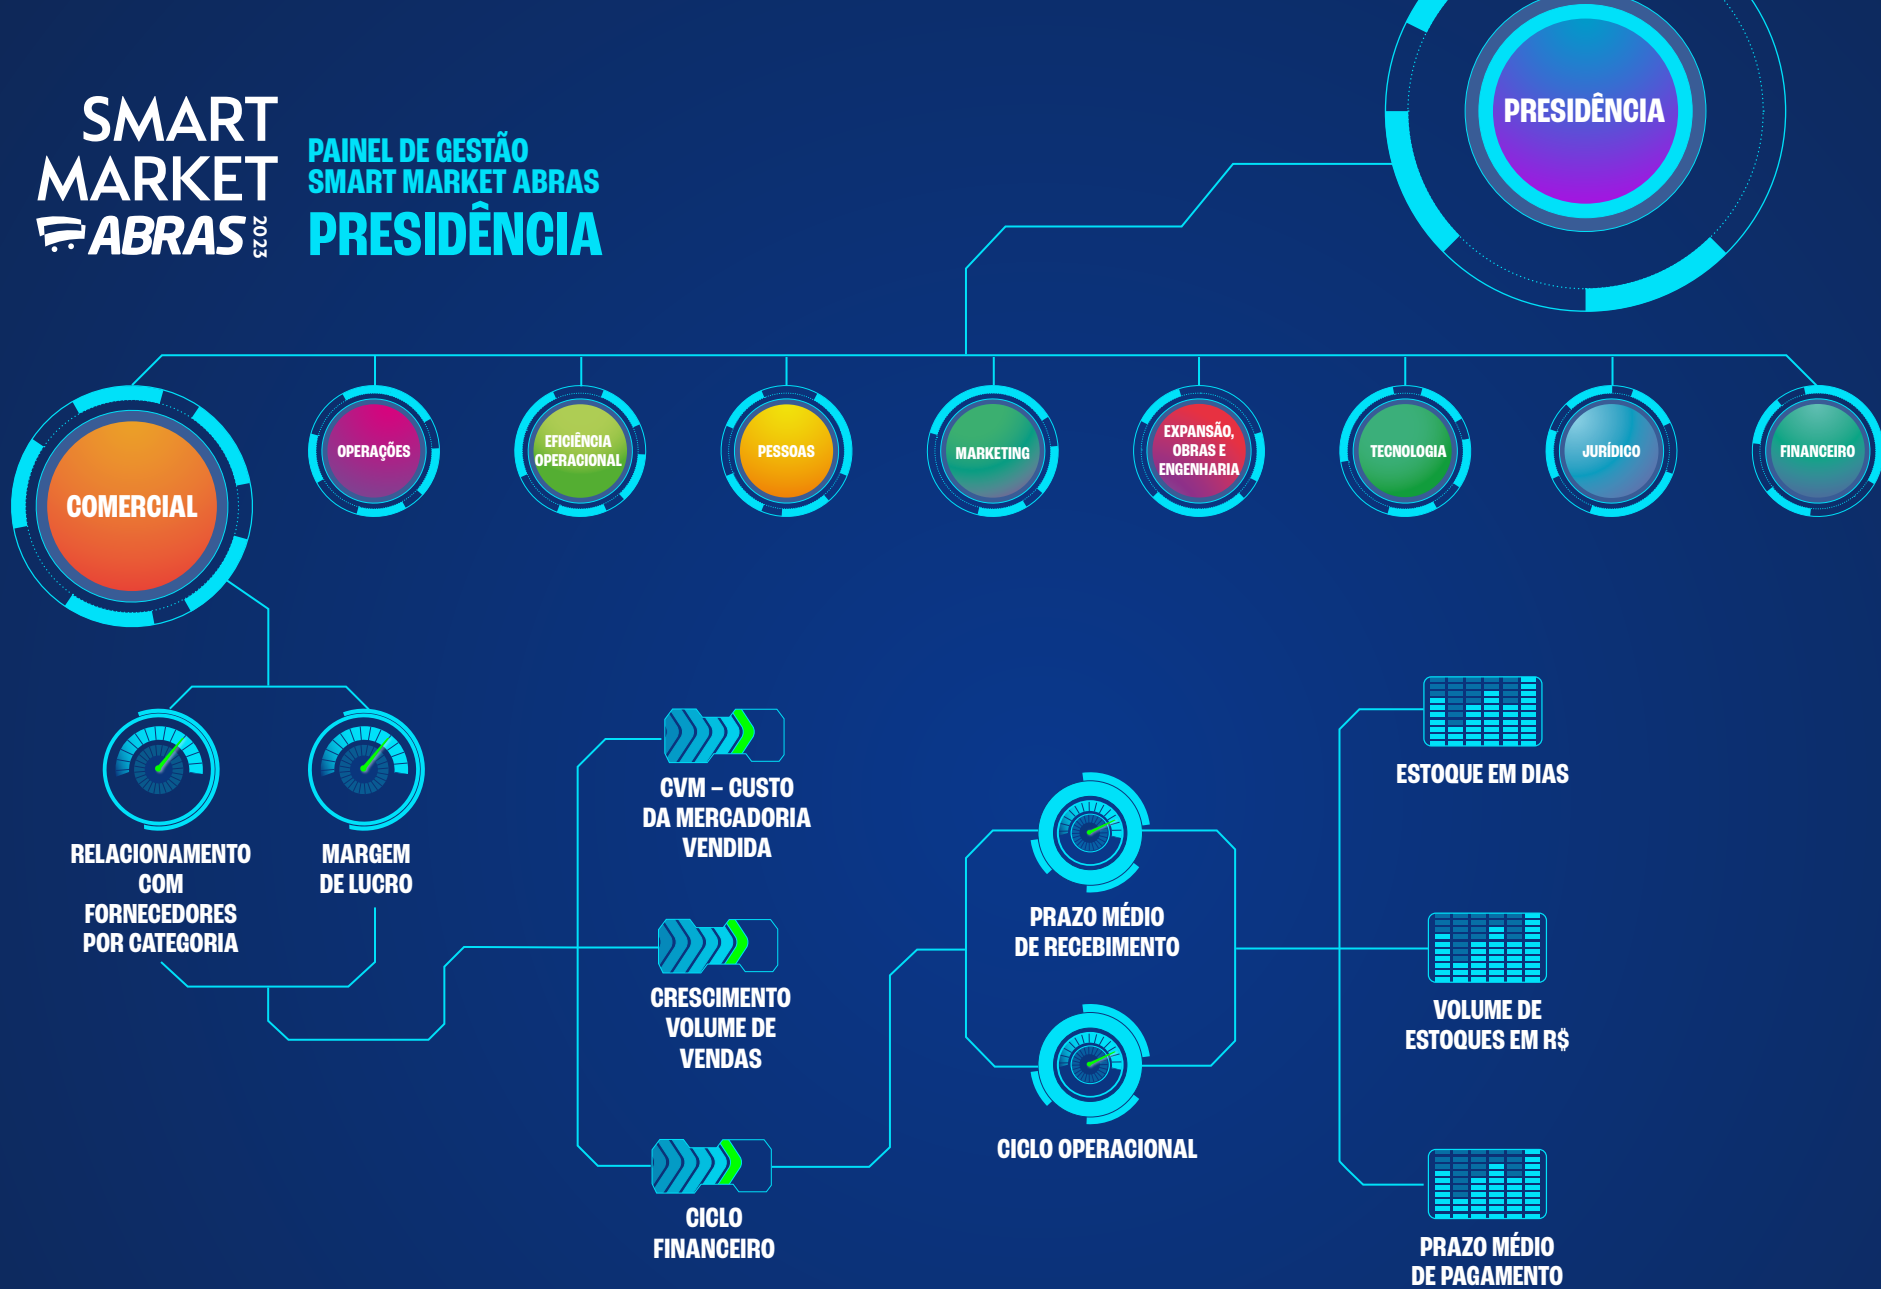 SMART
MARKET
ABRAS 2023
PAINEL DE GESTÃO
SMART MARKET ABRAS
PRESIDÊNCIA
PRESIDÊNCIA
COMERCIAL
OPERAÇÕES
EFICIÊNCIA
OPERACIONAL
PESSOAS
MARKETING
EXPANSÃO,
OBRAS E
ENGENHARIA
TECNOLOGIA
JURÍDICO
FINANCEIRO
RELACIONAMENTO
COM
FORNECEDORES
POR CATEGORIA
MARGEM
DE LUCRO
CVM – CUSTO
DA MERCADORIA
VENDIDA
CRESCIMENTO
VOLUME DE
VENDAS
CICLO
FINANCEIRO
PRAZO MÉDIO
DE RECEBIMENTO
CICLO OPERACIONAL
ESTOQUE EM DIAS
VOLUME DE
ESTOQUES EM R$
PRAZO MÉDIO
DE PAGAMENTO